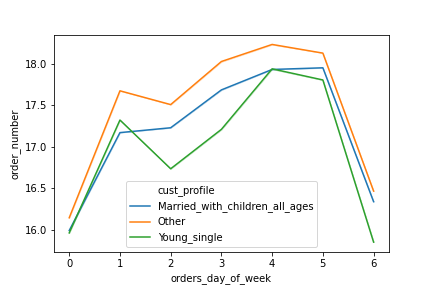 18.0
17.5
17.0
16.5
16.0
order_number
cust_profile
Married_with_children_all_ages
Other
Young_single
0 1 2 3 4 5 6
orders_day_of_week